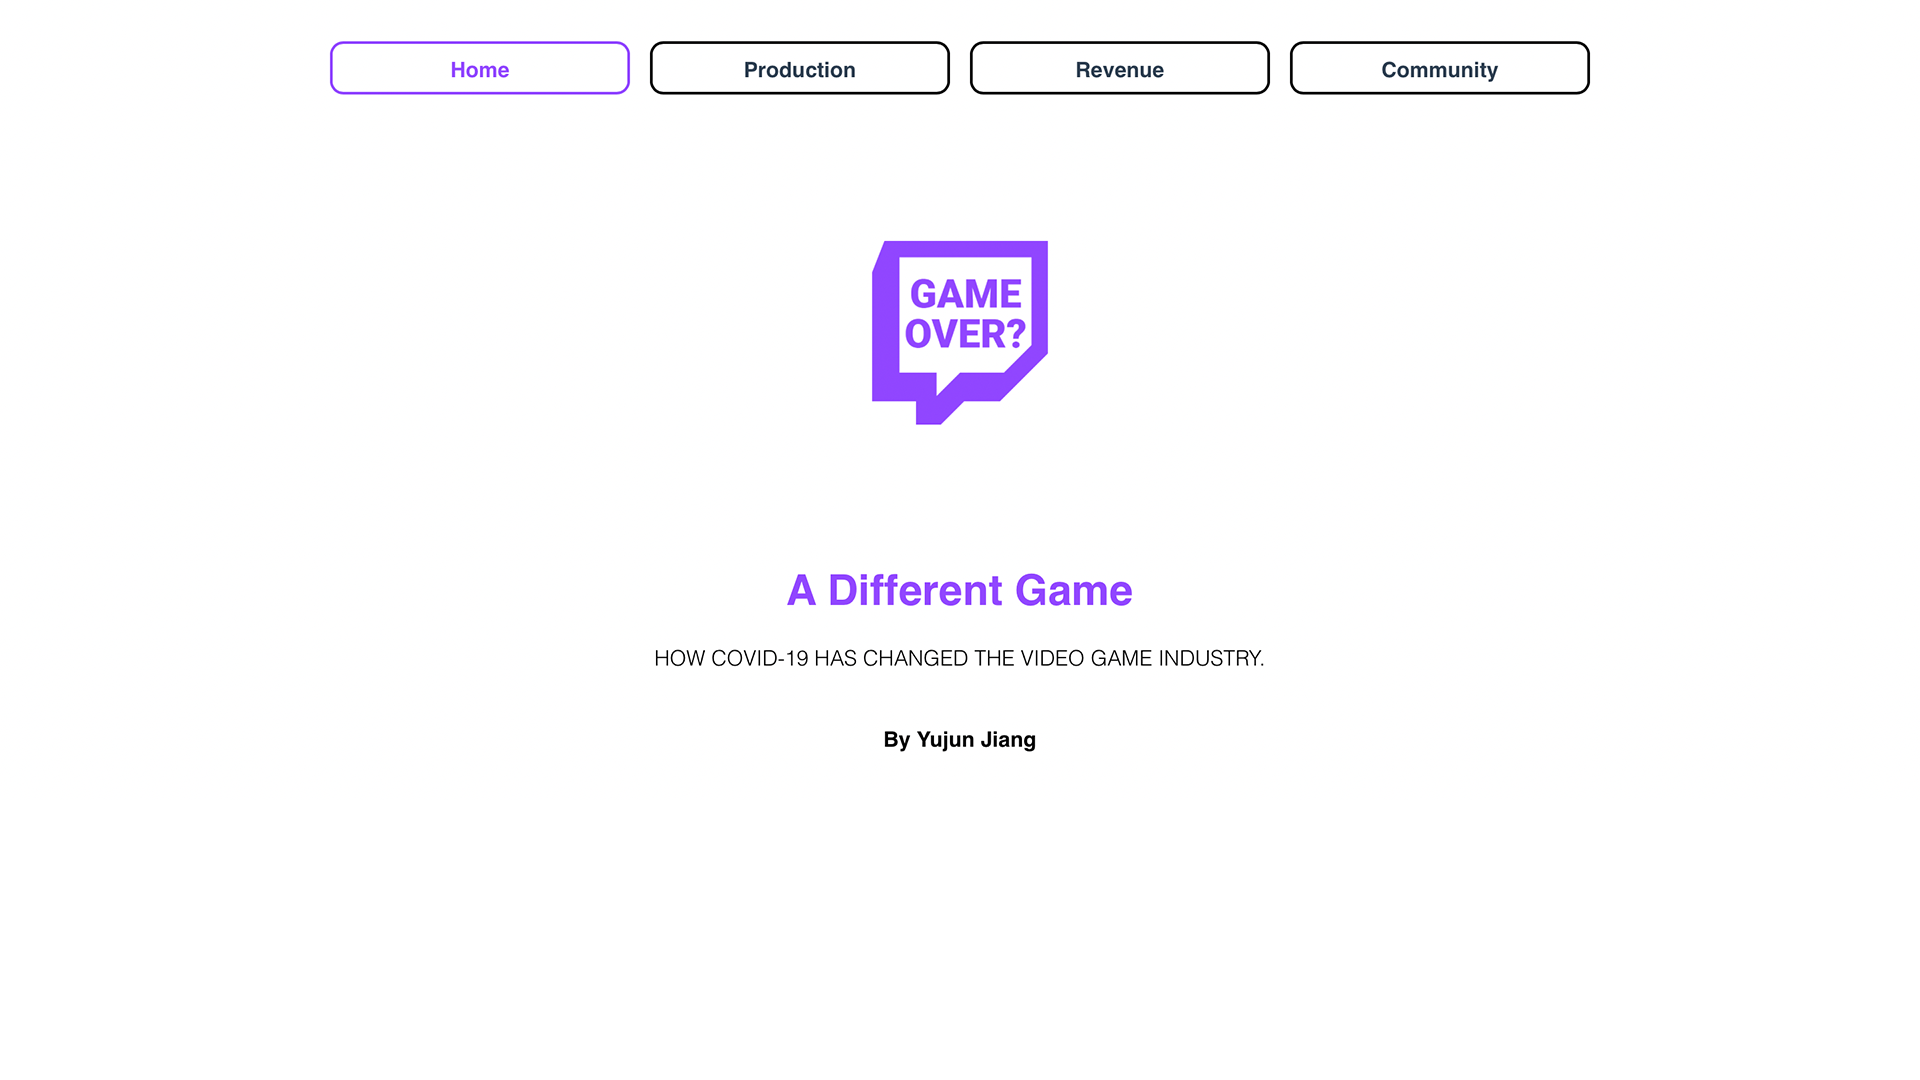 Home
Production
Revenue
Community
GAME
OVER?
A Different Game
HOW COVID-19 HAS CHANGED THE VIDEO GAME INDUSTRY.
By Yujun Jiang